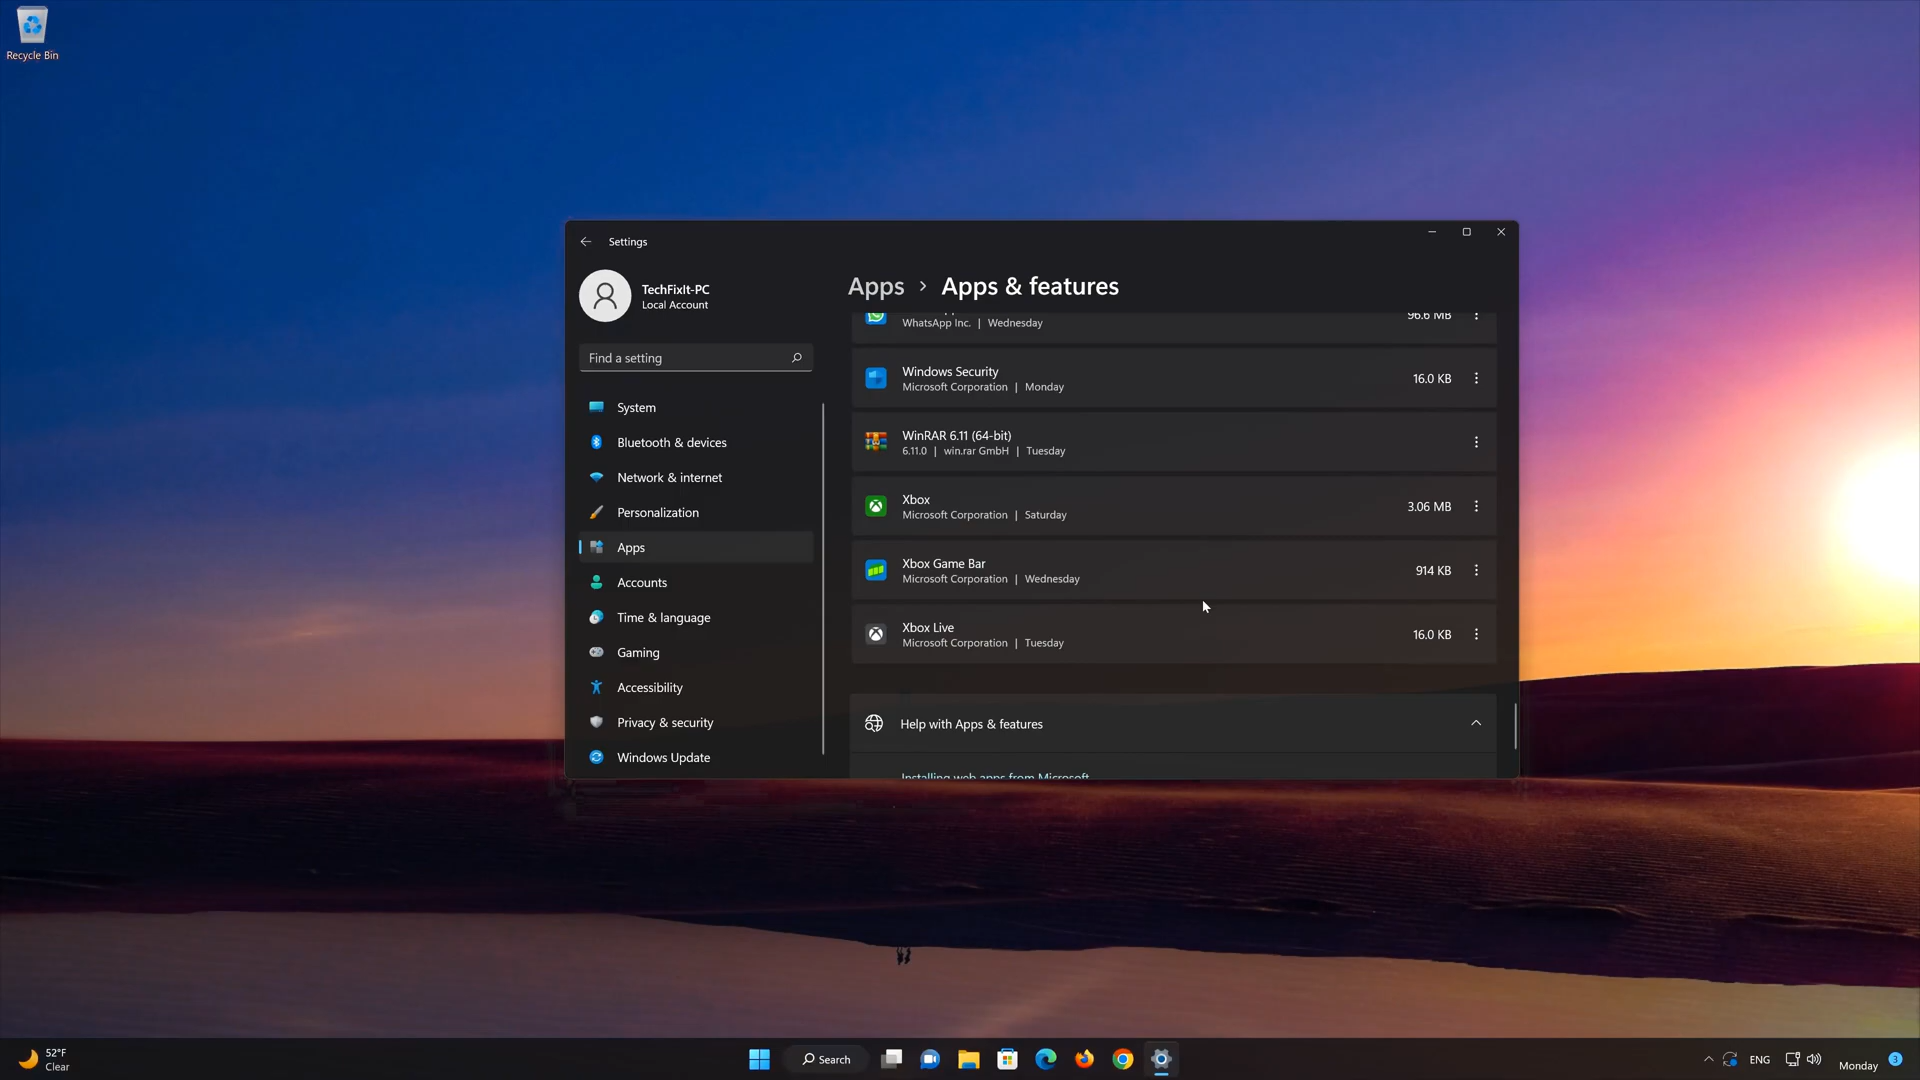 Recycle Bin
Settings
TechFixIt-PC
Local Account
Find a setting
System
Bluetooth & devices
Network & internet
Personalization
Apps
Accounts
Time & language
Gaming
Accessibility
Privacy & security
Windows Update
Apps > Apps & features
WhatsApp Inc. | Wednesday
96.6 MB
Windows Security
Microsoft Corporation | Monday
16.0 KB
WinRAR 6.11 (64-bit)
6.11.0 | win.rar GmbH | Tuesday
Xbox
Microsoft Corporation | Saturday
3.06 MB
Xbox Game Bar
Microsoft Corporation | Wednesday
914 KB
Xbox Live
Microsoft Corporation | Tuesday
16.0 KB
Help with Apps & features
Installing web apps from Microsoft
52°F
Clear
Search
ENG
Monday
3